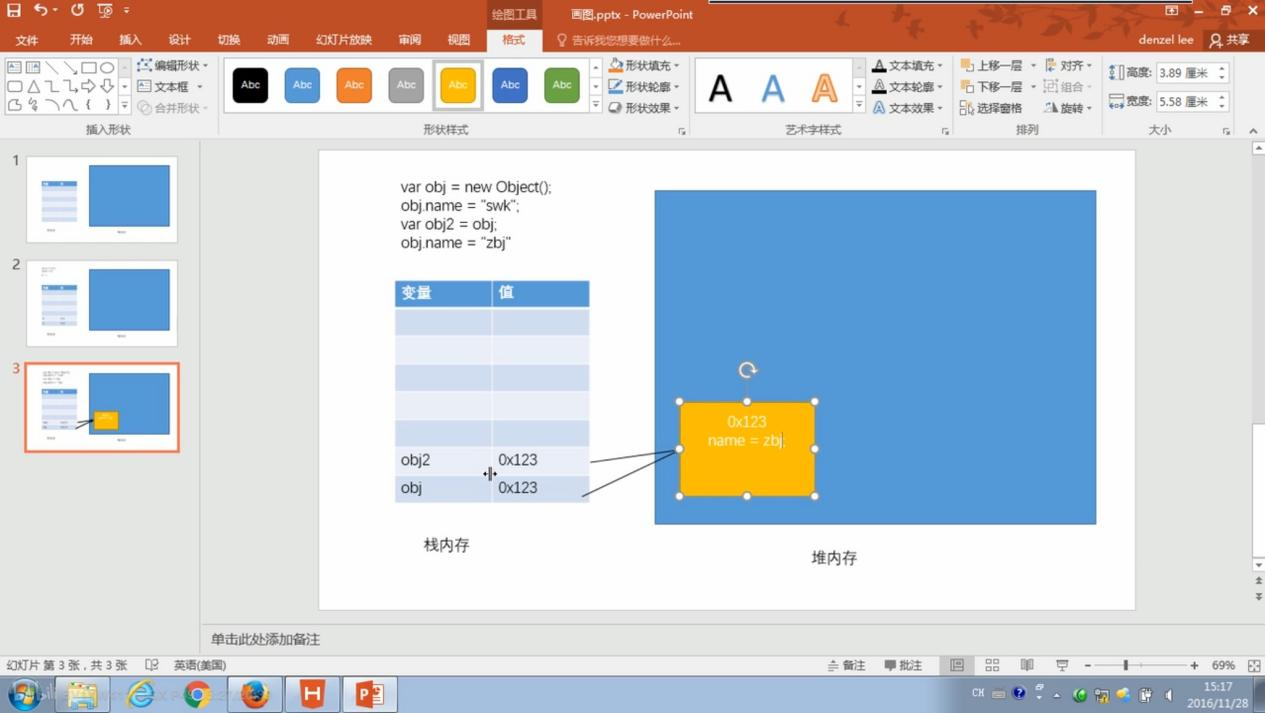 绘图工具
画图.pptx - PowerPoint
文件
开始
插入
设计
切换
动画
幻灯片放映
审阅
视图
格式
告诉我您想要做什么...
denzel lee
共享
编辑形状
文本框
合并形状
插入形状
Abc
Abc
Abc
Abc
Abc
Abc
Abc
形状填充
形状轮廓
形状效果
形状样式
A
A
A
文本填充
文本轮廓
文本效果
艺术字样式
上移一层
下移一层
选择窗格
对齐
组合
旋转
排列
高度:
3.89 厘米
宽度:
5.58 厘米
大小
1
2
3
var obj = new Object();
obj.name = "swk";
var obj2 = obj;
obj.name = "zbj"
变量 值
obj2 0x123
obj 0x123
栈内存
0x123
name = zbj;
堆内存
单击此处添加备注
幻灯片 第 3 张，共 3 张
英语(美国)
备注
批注
69%
CH
15:17
2016/11/28